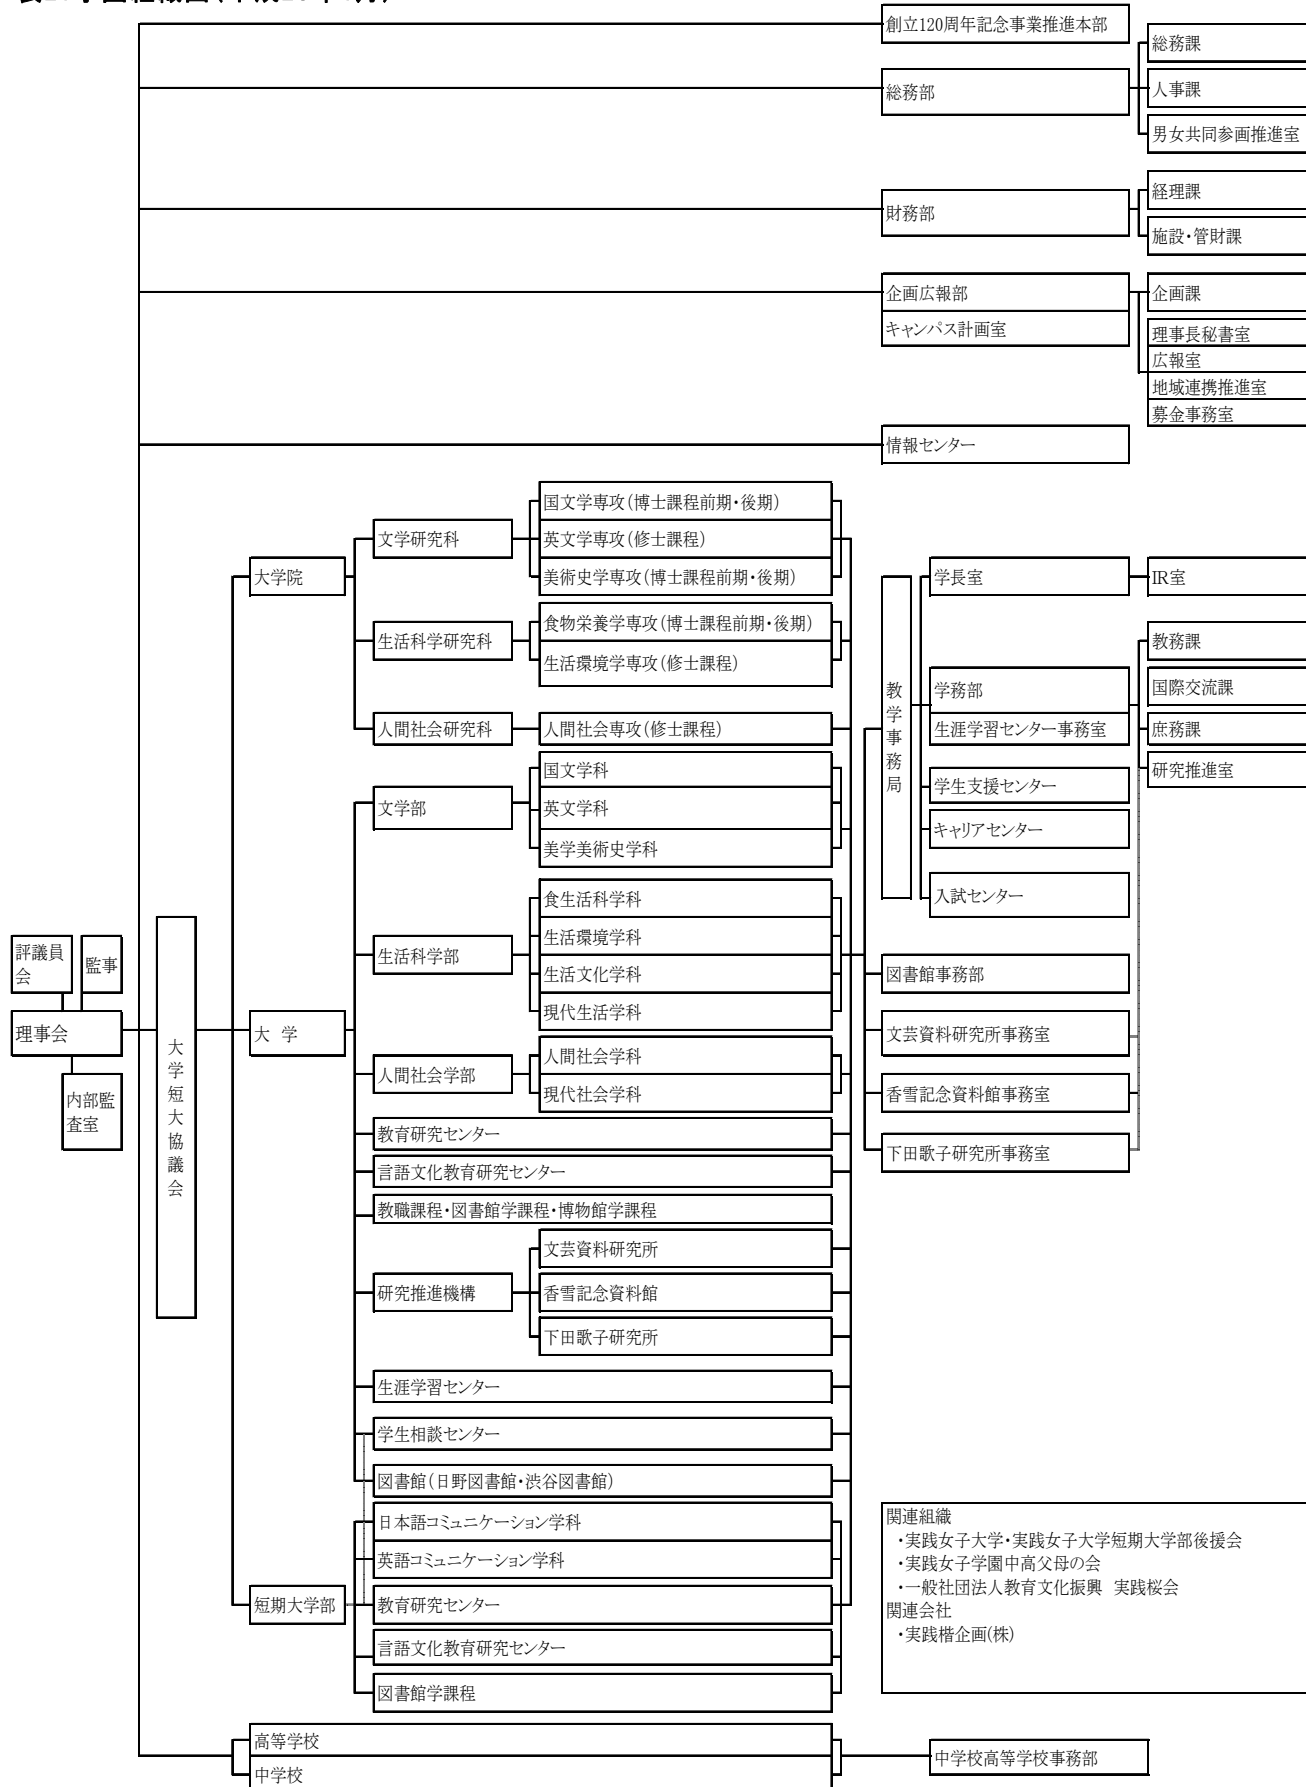 創立120周年記念事業推進本部
総務部
総務課
人事課
男女共同参画推進室
財務部
経理課
施設・管財課
企画広報部
キャンパス計画室
企画課
理事長秘書室
広報室
地域連携推進室
募金事務室
情報センター
評議員
会
監事
理事会
内部監
査室
大学短大協議会
大学院
文学研究科
国文学専攻(博士課程前期・後期)
英文学専攻(修士課程)
美術史学専攻(博士課程前期・後期)
生活科学研究科
食物栄養学専攻(博士課程前期・後期)
生活環境学専攻(修士課程)
人間社会研究科
人間社会専攻(修士課程)
大 学
文学部
国文学科
英文学科
美学美術史学科
生活科学部
食生活科学科
生活環境学科
生活文化学科
現代生活学科
人間社会学部
人間社会学科
現代社会学科
教育研究センター
言語文化教育研究センター
教職課程・図書館学課程・博物館学課程
研究推進機構
文芸資料研究所
香雪記念資料館
下田歌子研究所
生涯学習センター
学生相談センター
図書館(日野図書館・渋谷図書館)
短期大学部
日本語コミュニケーション学科
英語コミュニケーション学科
教育研究センター
言語文化教育研究センター
図書館学課程
教学事務局
学長室
IR室
学務部
生涯学習センター事務室
教務課
国際交流課
庶務課
研究推進室
学生支援センター
キャリアセンター
入試センター
図書館事務部
文芸資料研究所事務室
香雪記念資料館事務室
下田歌子研究所事務室
関連組織
・実践女子大学・実践女子大学短期大学部後援会
・実践女子学園中高父母の会
・一般社団法人教育文化振興 実践桜会
関連会社
・実践楷企画(株)
高等学校
中学校
中学校高等学校事務部